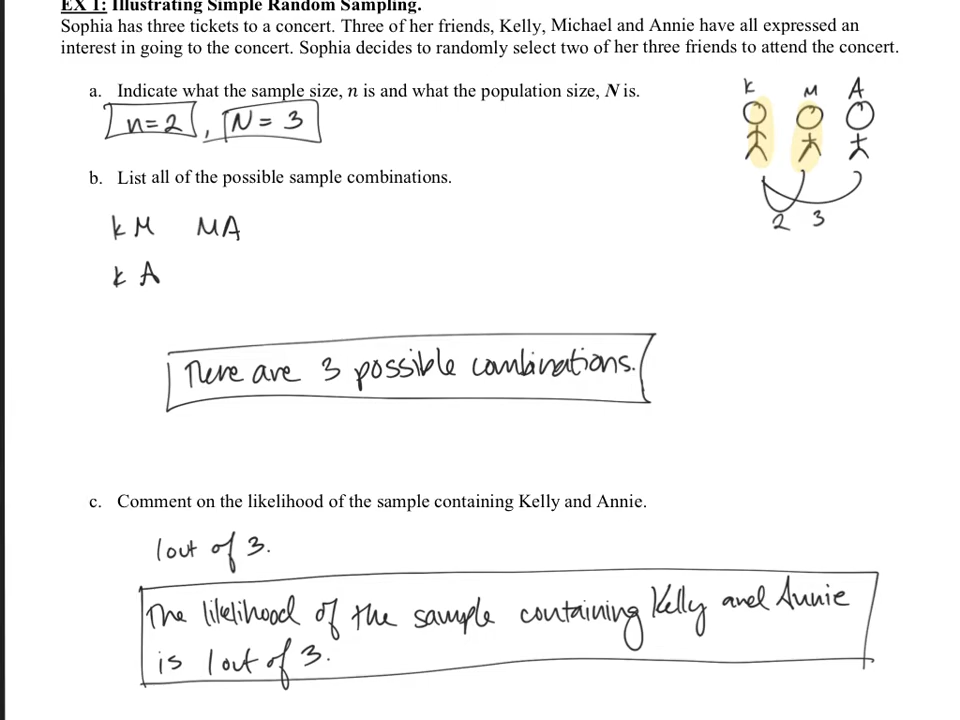 EX 1: Illustrating Simple Random Sampling.
Sophia has three tickets to a concert. Three of her friends, Kelly, Michael and Annie have all expressed an
interest in going to the concert. Sophia decides to randomly select two of her three friends to attend the concert.
a. Indicate what the sample size, n is and what the population size, N is.
K M A
n=2, N=3
b. List all of the possible sample combinations.
2 3
K M MA
K A
There are 3 possible combinations.
c. Comment on the likelihood of the sample containing Kelly and Annie.
1 out of 3.
The likelihood of the sample containing Kelly and Annie
is 1 out of 3.